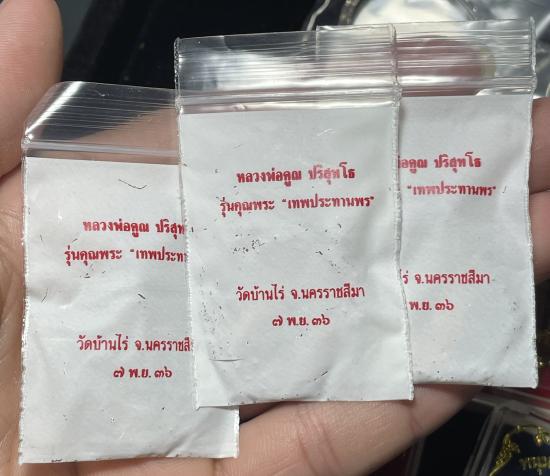 หลวงพ่อคูณ ปริสุท
รุ่นคุณพระ "เทพประทาน
วัดบ้านไร่ จ.นครราชสี
๗ พ.ย. ๓๖
หลวงพ่อคูณ ปริสุทโธ
รุ่นคุณพระ "เทพประทานพร"
วัดบ้านไร่ จ.นครราชสีมา
๗ พ.ย. ๓๖
อคูณ ปริสุทโธ
"เทพประทานพร"
ร่ จ.นครราชสีมา
พ.ย. ๓๖